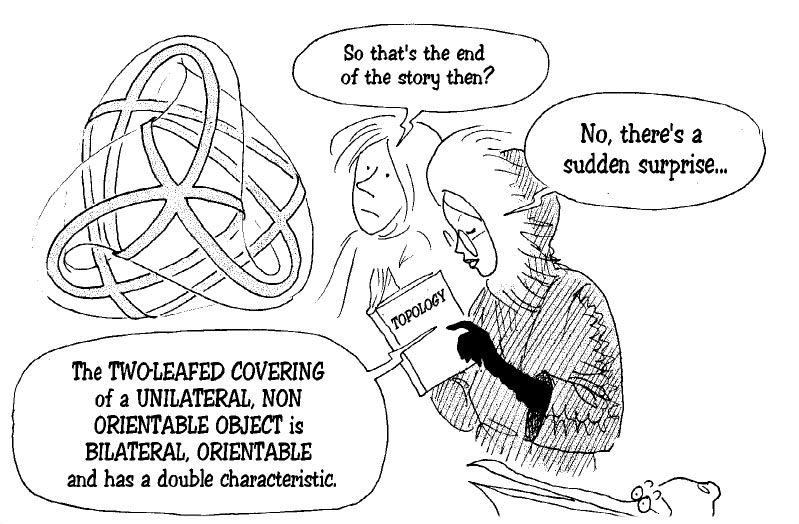 So that's the end
of the story then?
No, there's a
sudden surprise...
TOPOLOGY
The TWO-LEAFED COVERING
of a UNILATERAL, NON
ORIENTABLE OBJECT is
BILATERAL, ORIENTABLE
and has a double characteristic.